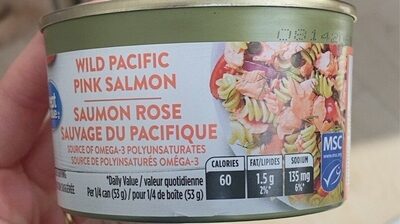 08142
WILD PACIFIC
PINK SALMON
SAUMON ROSE
SAUVAGE DU PACIFIQUE
SOURCE OF OMEGA-3 POLYUNSATURATES
SOURCE DE POLYINSATURÉS OMÉGA-3
CALORIES FAT/LIPIDES SODIUM
60 1.5 g 135 mg
2%* 6%*
*Daily Value / valeur quotidienne
Per 1/4 can (53 g) / pour 1/4 de boîte (53 g)
MSC